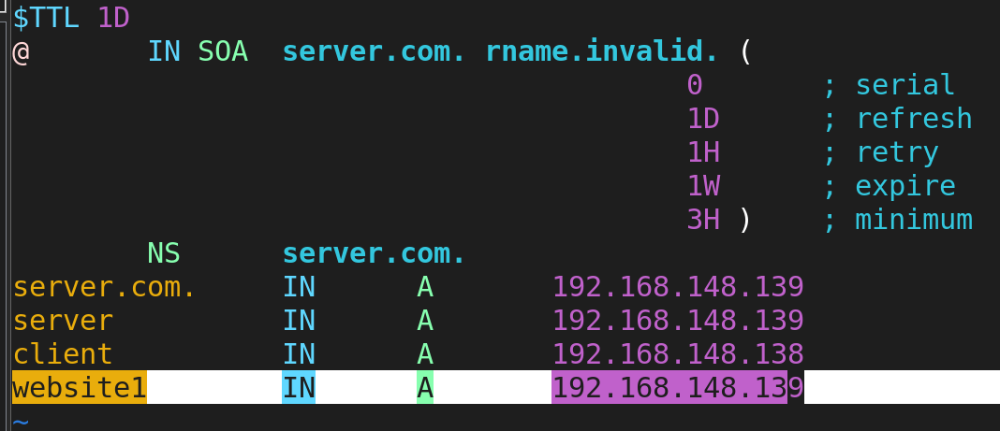 $TTL 1D
@ IN SOA server.com. rname.invalid. (
0 ; serial
1D ; refresh
1H ; retry
1W ; expire
3H ) ; minimum
NS server.com.
server.com. IN A 192.168.148.139
server IN A 192.168.148.139
client IN A 192.168.148.138
website1 IN A 192.168.148.139
~